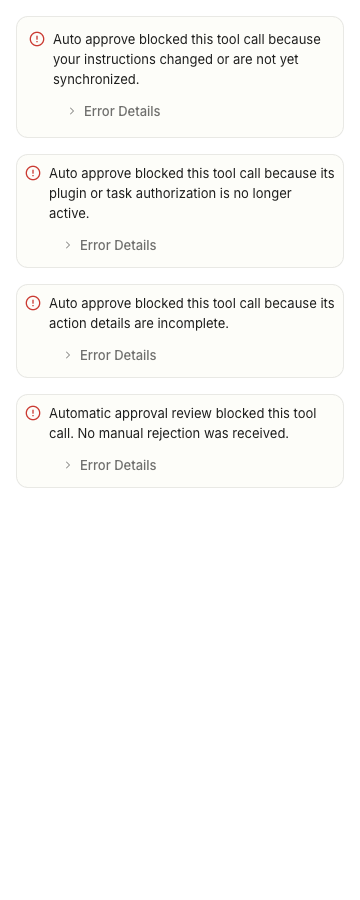 Auto approve blocked this tool call because
your instructions changed or are not yet
synchronized.
Error Details
Auto approve blocked this tool call because its
plugin or task authorization is no longer
active.
Error Details
Auto approve blocked this tool call because its
action details are incomplete.
Error Details
Automatic approval review blocked this tool
call. No manual rejection was received.
Error Details